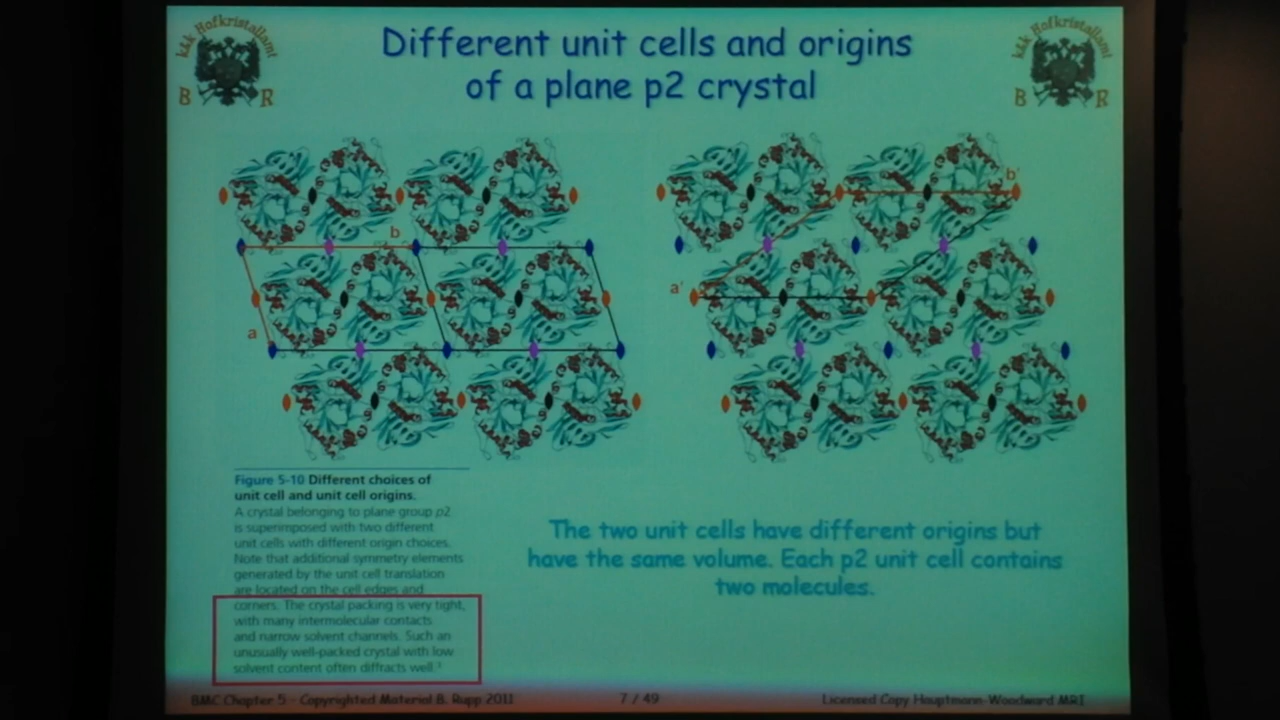 k&k Hofkristallamt
B R
Different unit cells and origins
of a plane p2 crystal
k&k Hofkristallamt
B R
b
a
b'
a'
Figure 5-10 Different choices of
unit cell and unit cell origins.
A crystal belonging to plane group p2
is superimposed with two different
unit cells with different origin choices.
Note that additional symmetry elements
generated by the unit cell translation
are located on the cell edges and
corners. The crystal packing is very tight,
with many intermolecular contacts
and narrow solvent channels. Such an
unusually well-packed crystal with low
solvent content often diffracts well.³
The two unit cells have different origins but
have the same volume. Each p2 unit cell contains
two molecules.
BMC Chapter 5 - Copyrighted Material B. Rupp 2011
7 / 49
Licensed Copy Hauptmann-Woodward MRI